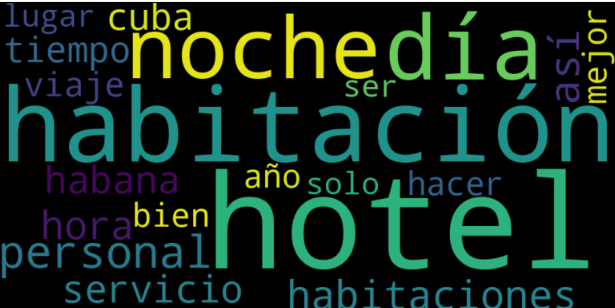 lugar cuba
tiempo noche día así mejor
viaje ser
habitación
habana año solo hacer
hora bien hotel
personal
servicio habitaciones